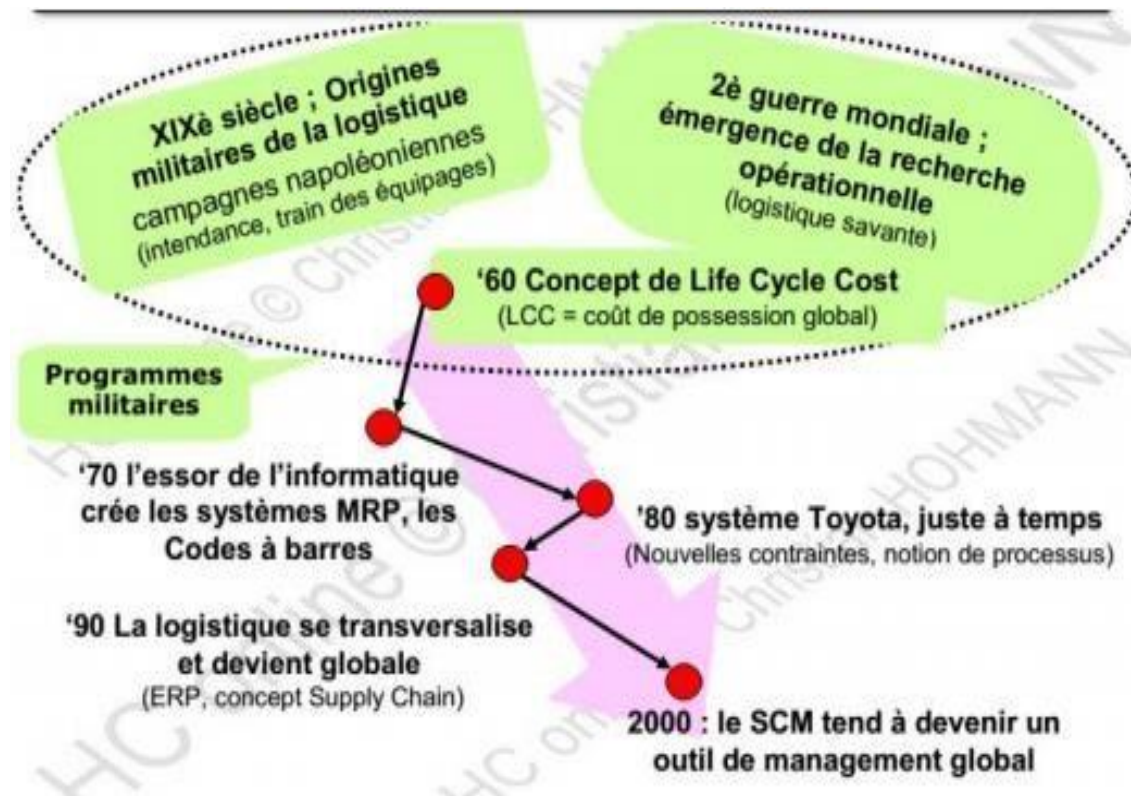 XIXè siècle ; Origines
militaires de la logistique
campagnes napoléoniennes
(intendance, train des équipages)
2è guerre mondiale ;
émergence de la recherche
opérationnelle
(logistique savante)
‘60 Concept de Life Cycle Cost
(LCC = coût de possession global)
Programmes
militaires
‘70 l’essor de l’informatique
crée les systèmes MRP, les
Codes à barres
‘80 système Toyota, juste à temps
(Nouvelles contraintes, notion de processus)
‘90 La logistique se transversalise
et devient globale
(ERP, concept Supply Chain)
2000 : le SCM tend à devenir un
outil de management global
HC online © Christian HOHMANN